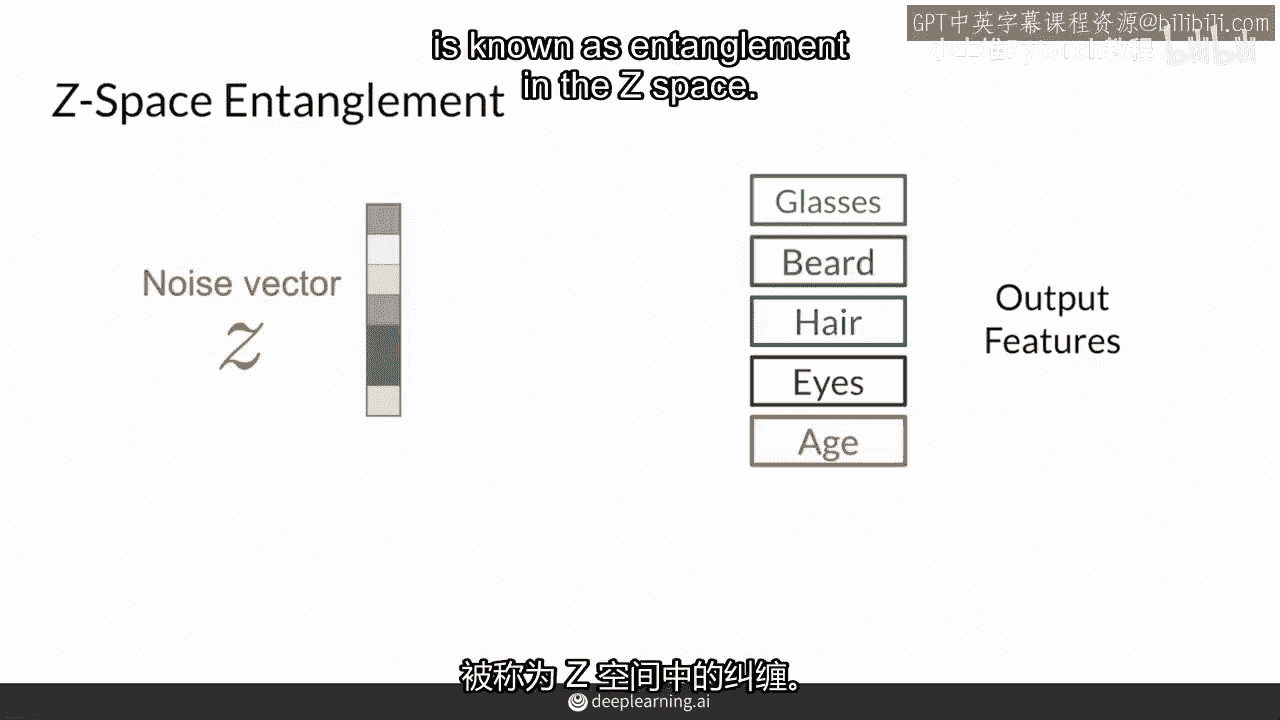 GPT中英字幕课程资源@bilibili.com
is known as entanglement
in the Z space.
Z-Space Entanglement
Noise vector
z
Glasses
Beard
Hair
Eyes
Age
Output
Features
被称为 Z 空间中的纠缠。
deeplearning.ai